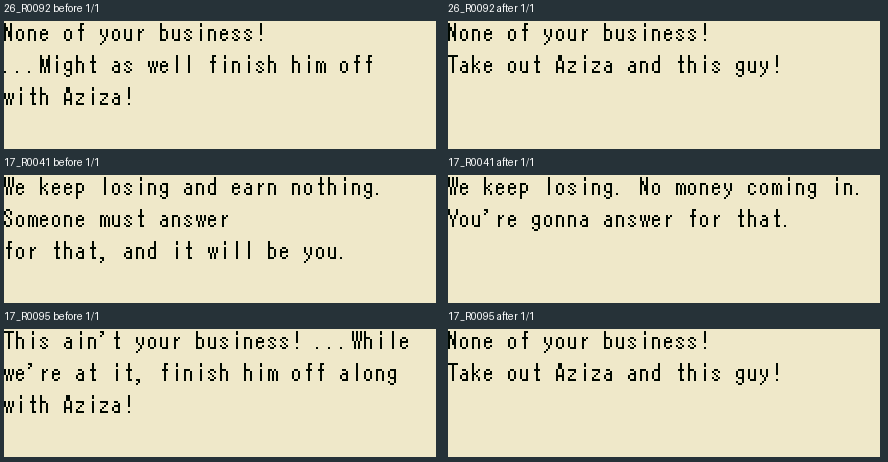 26_R0092 before 1/1
None of your business!
...Might as well finish him off
with Aziza!
26_R0092 after 1/1
None of your business!
Take out Aziza and this guy!
17_R0041 before 1/1
We keep losing and earn nothing.
Someone must answer
for that, and it will be you.
17_R0041 after 1/1
We keep losing. No money coming in.
You're gonna answer for that.
17_R0095 before 1/1
This ain't your business! ...While
we're at it, finish him off along
with Aziza!
17_R0095 after 1/1
None of your business!
Take out Aziza and this guy!